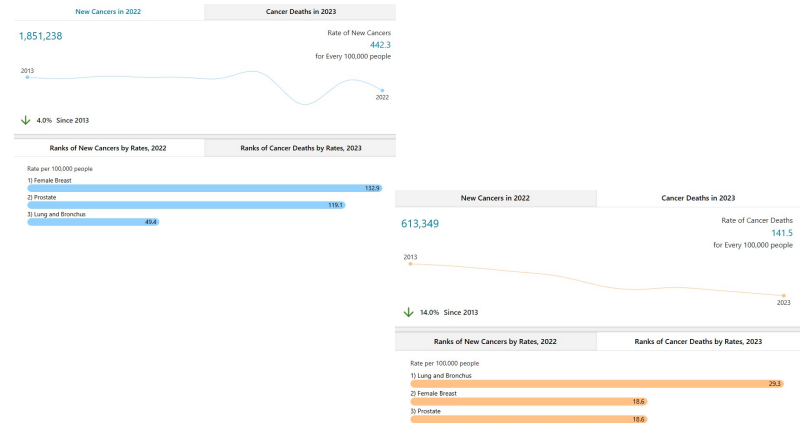 New Cancers in 2022
Cancer Deaths in 2023
1,851,238
Rate of New Cancers
442.3
for Every 100,000 people
2013
2022
4.0% Since 2013
Ranks of New Cancers by Rates, 2022
Ranks of Cancer Deaths by Rates, 2023
Rate per 100,000 people
1) Female Breast
132.9
2) Prostate
119.1
3) Lung and Bronchus
49.4
New Cancers in 2022
Cancer Deaths in 2023
613,349
Rate of Cancer Deaths
141.5
for Every 100,000 people
2013
2023
14.0% Since 2013
Ranks of New Cancers by Rates, 2022
Ranks of Cancer Deaths by Rates, 2023
Rate per 100,000 people
1) Lung and Bronchus
29.3
2) Female Breast
18.6
3) Prostate
18.6